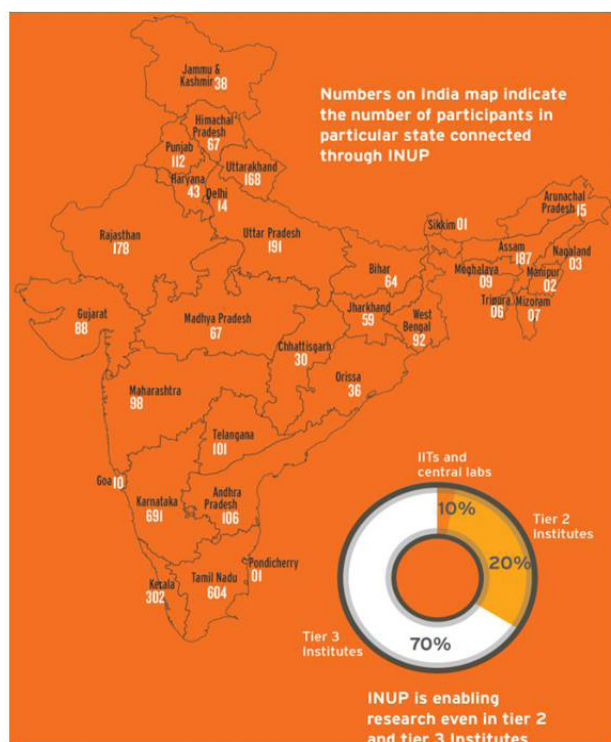 Jammu &
Kashmir 38
Numbers on India map indicate
the number of participants in
particular state connected
through INUP
Himachal
Pradesh
67
Punjab
112
Uttarakhand
168
Haryana
43
Delhi
14
Arunachal
Pradesh 15
Sikkim 01
Rajasthan
178
Uttar Pradesh
191
Assam
187
Nagaland
03
Bihar
64
Meghalaya
09
Manipur
02
Tripura
06
Mizoram
07
Gujarat
88
Madhya Pradesh
67
Jharkhand
59
West
Bengal
92
Chhattisgarh
30
Orissa
36
Maharashtra
98
Telangana
101
Goa 10
Karnataka
691
Andhra
Pradesh
106
Pondicherry
01
Kerala
302
Tamil Nadu
604
IITs and
central labs
10%
Tier 2
Institutes
20%
Tier 3
Institutes
70%
INUP is enabling
research even in tier 2
and tier 3 Institutes